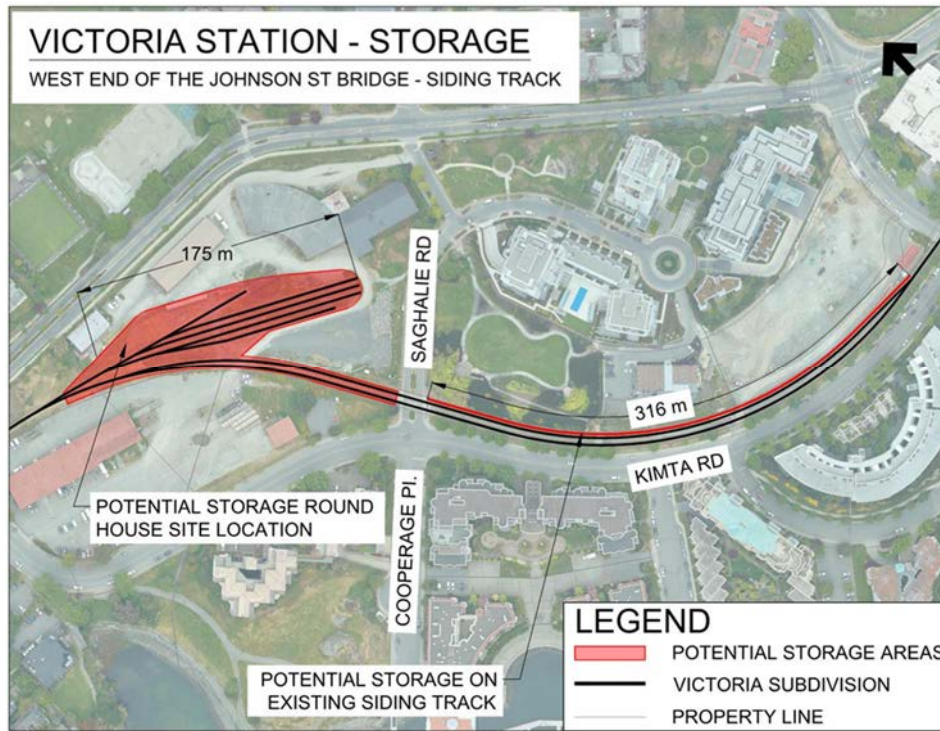 VICTORIA STATION - STORAGE
WEST END OF THE JOHNSON ST BRIDGE - SIDING TRACK
175 m
SAGHALIE RD
316 m
KIMTA RD
POTENTIAL STORAGE ROUND
HOUSE SITE LOCATION
COOPERAGE Pl.
POTENTIAL STORAGE ON
EXISTING SIDING TRACK
LEGEND
POTENTIAL STORAGE AREAS
VICTORIA SUBDIVISION
PROPERTY LINE